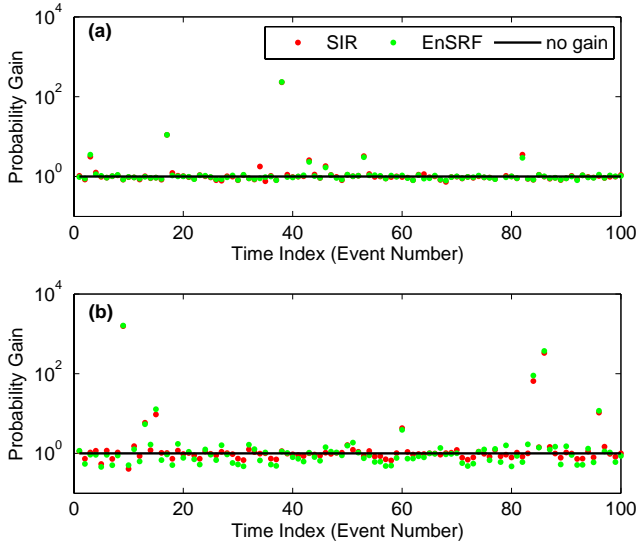 (a)
SIR EnSRF no gain
Probability Gain
10^4
10^2
10^0
0 20 40 60 80 100
Time Index (Event Number)
(b)
Probability Gain
10^4
10^2
10^0
0 20 40 60 80 100
Time Index (Event Number)